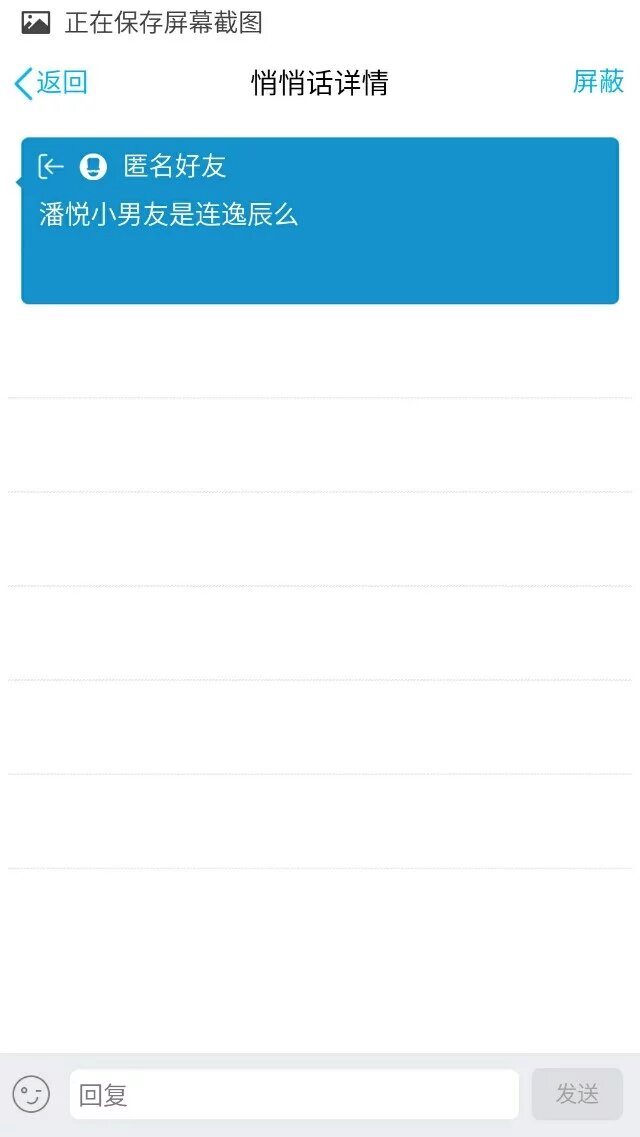 正在保存屏幕截图
返回 悄悄话详情 屏蔽
匿名好友
潘悦小男友是连逸辰么
回复 发送